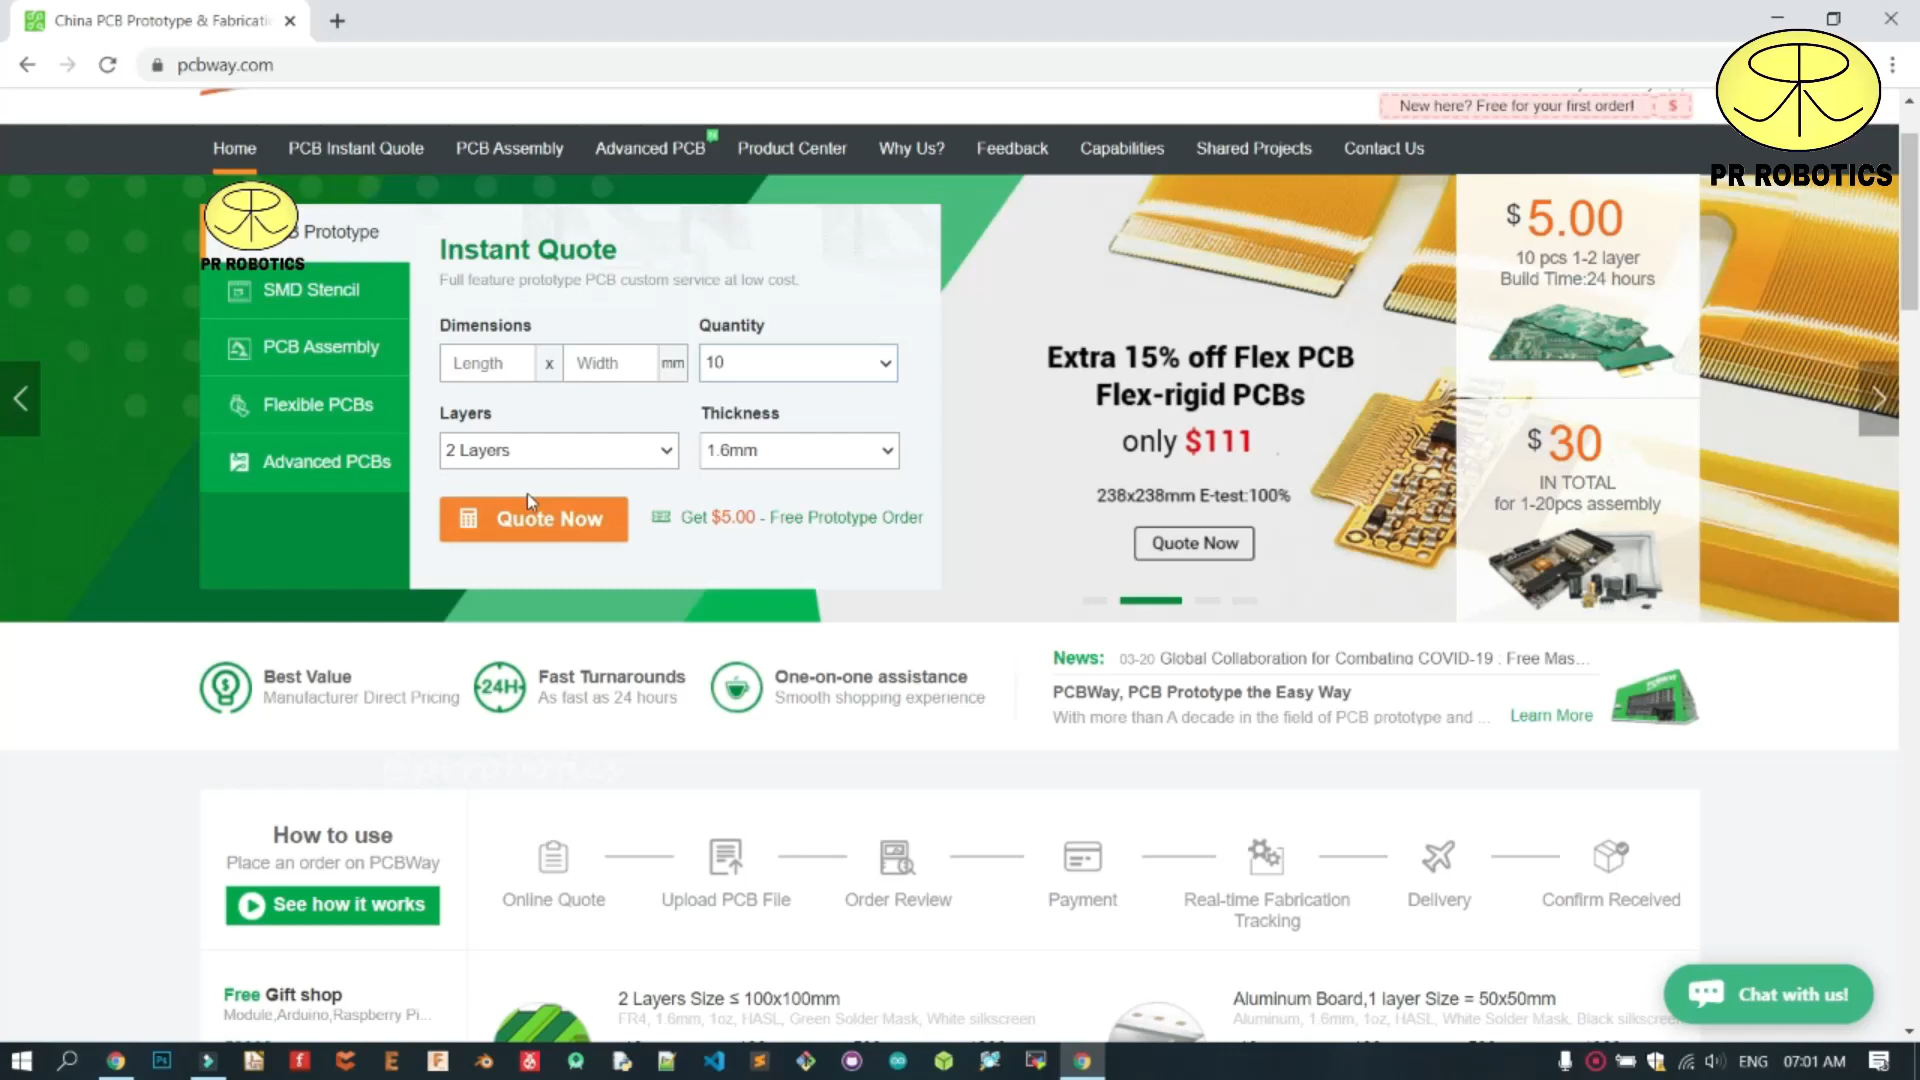 China PCB Prototype & Fabricati
pcbway.com
New here? Free for your first order! $
PR ROBOTICS
Home PCB Instant Quote PCB Assembly Advanced PCB N Product Center Why Us? Feedback Capabilities Shared Projects Contact Us
B Prototype
PR ROBOTICS
SMD Stencil
PCB Assembly
Flexible PCBs
Advanced PCBs
Instant Quote
Full feature prototype PCB custom service at low cost.
Dimensions Quantity
Length x Width mm 10
Layers Thickness
2 Layers 1.6mm
Quote Now Get $5.00 - Free Prototype Order
Extra 15% off Flex PCB
Flex-rigid PCBs
only $111
238x238mm E-test:100%
Quote Now
$ 5.00
10 pcs 1-2 layer
Build Time:24 hours
$ 30
IN TOTAL
for 1-20pcs assembly
Best Value
Manufacturer Direct Pricing
24H
Fast Turnarounds
As fast as 24 hours
One-on-one assistance
Smooth shopping experience
News: 03-20 Global Collaboration for Combating COVID-19 : Free Mas...
PCBWay, PCB Prototype the Easy Way
With more than A decade in the field of PCB prototype and ... Learn More
How to use
Place an order on PCBWay
See how it works
Online Quote Upload PCB File Order Review Payment Real-time Fabrication Tracking Delivery Confirm Received
Free Gift shop
Module,Arduino,Raspberry Pi...
2 Layers Size ≤ 100x100mm
FR4, 1.6mm, 1oz, HASL, Green Solder Mask, White silkscreen
Aluminum Board,1 layer Size = 50x50mm
Aluminum, 1.6mm, 1oz, HASL, White Solder Mask, Black silkscreen
Chat with us!
ENG 07:01 AM